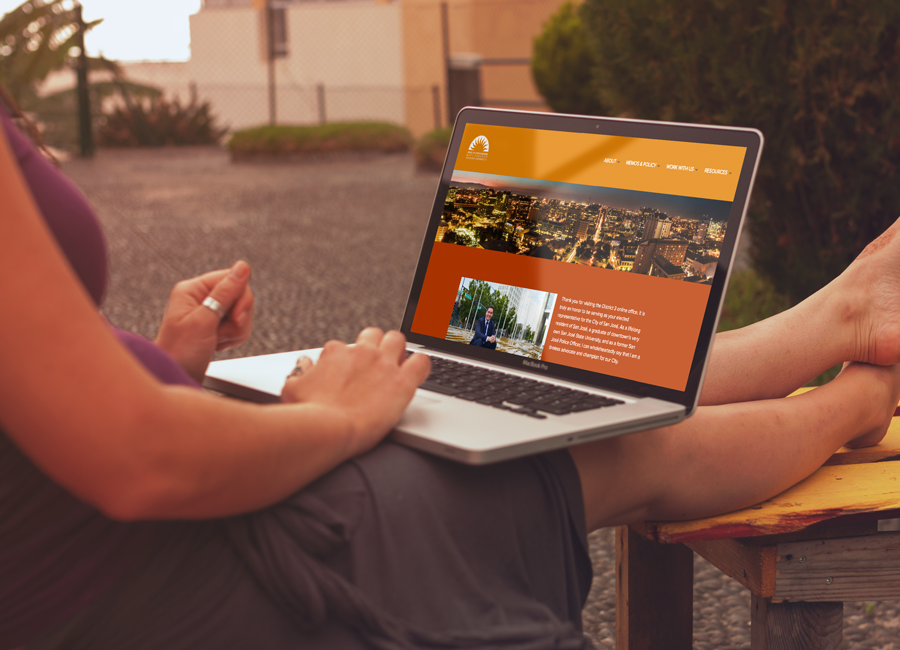 ABOUT MEMOS & POLICY WORK WITH US RESOURCES
Thank you for visiting the District 3 online office. It is
truly an honor to be serving as your elected
representative for the City of San José. As a lifelong
resident of San José, a graduate of downtown's very
own San José State University, and as a former San
José Police Officer, I can wholeheartedly say that I am a
tireless advocate and champion for our City.
MacBook Pro